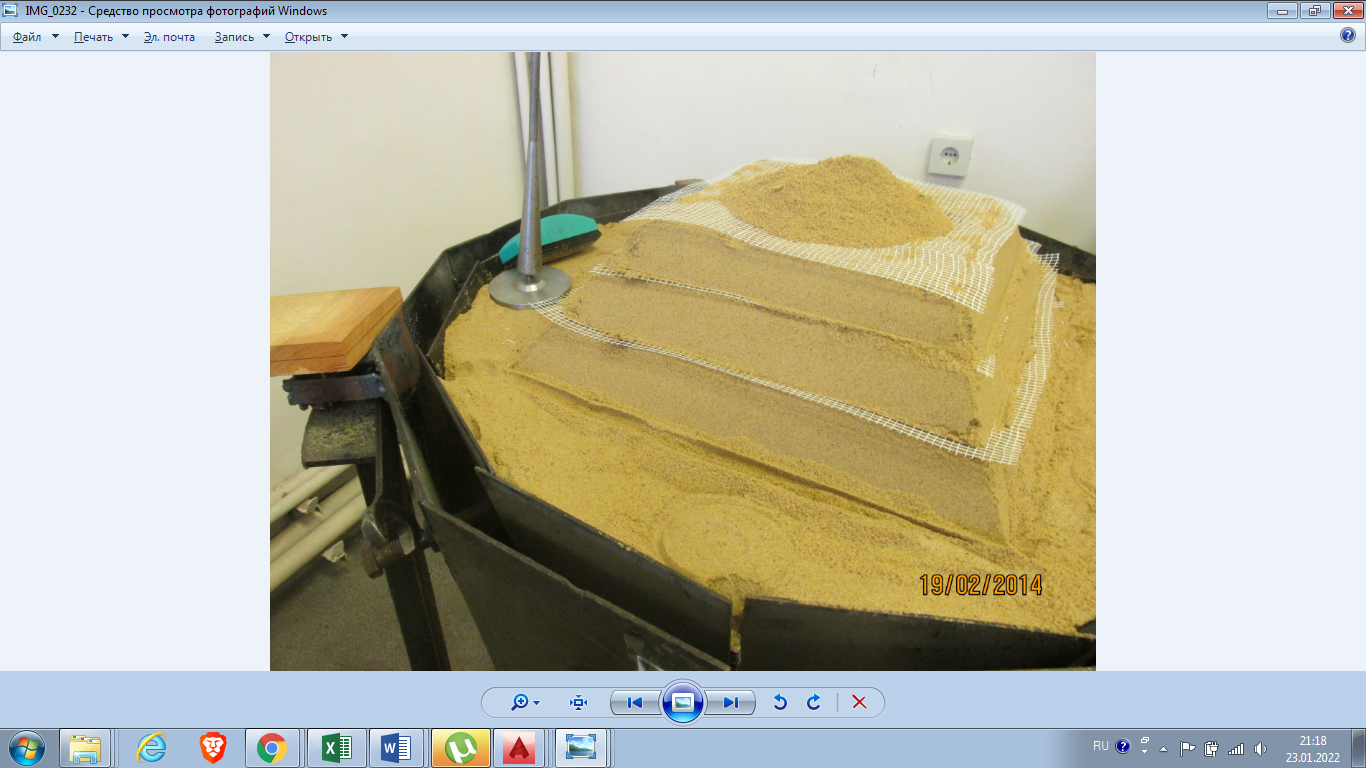 IMG_0232 - Средство просмотра фотографий Windows
Файл Печать Эл. почта Запись Открыть
19/02/2014
RU 21:18
23.01.2022